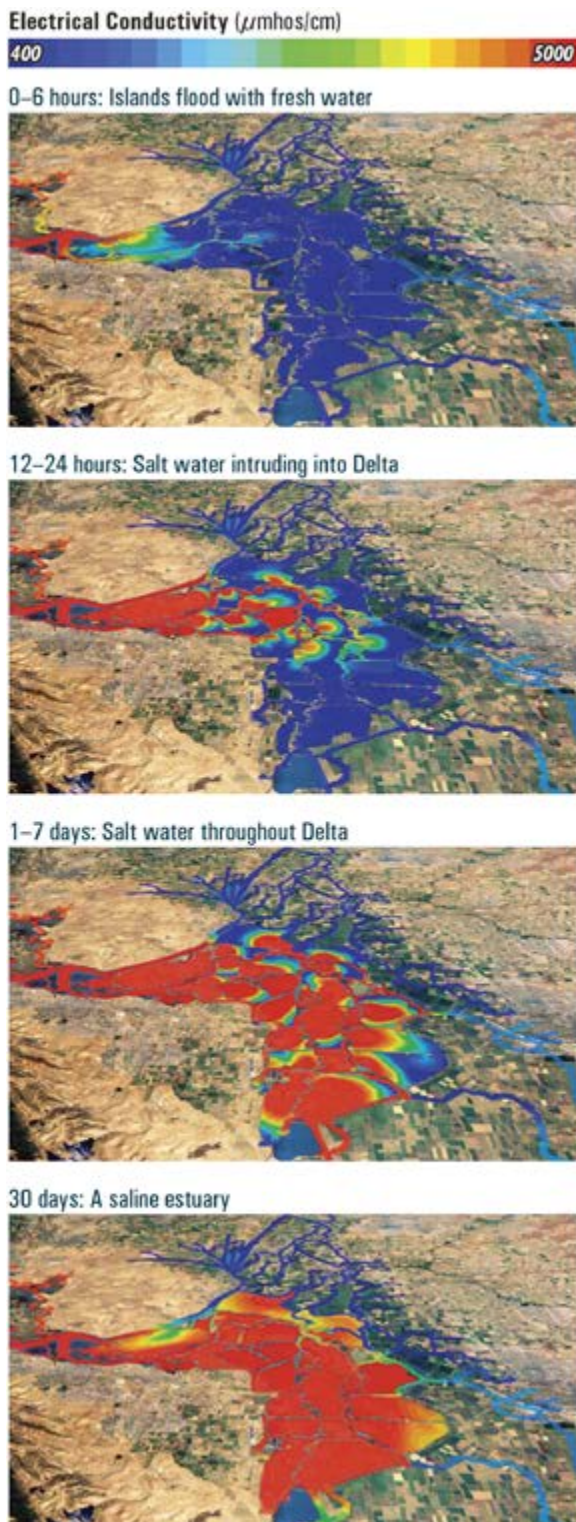 Electrical Conductivity (μmhos/cm)
400 5000
0–6 hours: Islands flood with fresh water
12–24 hours: Salt water intruding into Delta
1–7 days: Salt water throughout Delta
30 days: A saline estuary